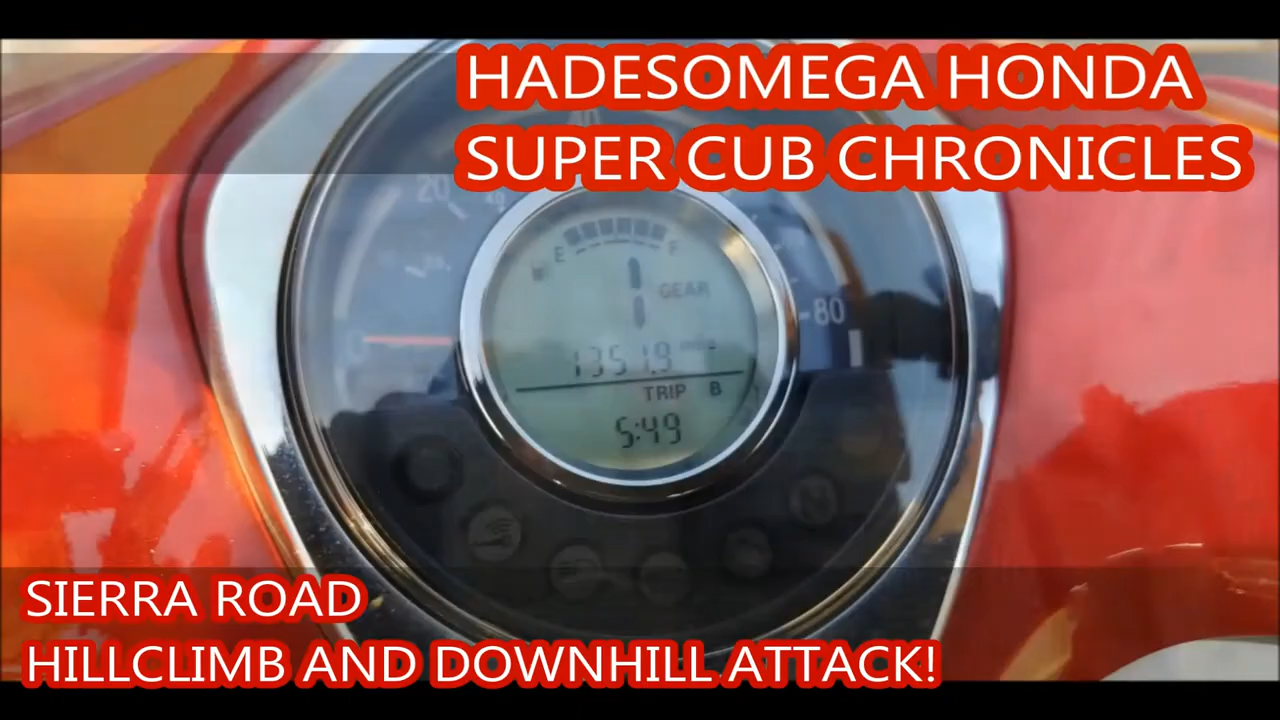 HADESOMEGA HONDA
SUPER CUB CHRONICLES
20
E F
1 GEAR
80
1351.9
TRIP B
5:49
N
SIERRA ROAD
HILLCLIMB AND DOWNHILL ATTACK!